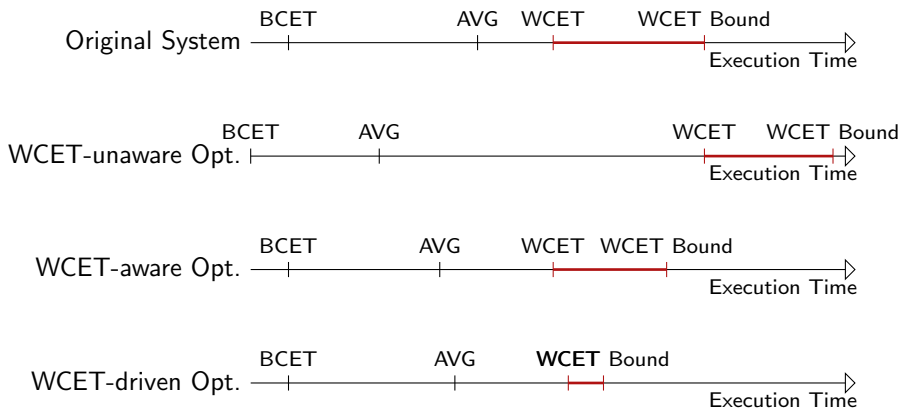 BCET AVG WCET WCET Bound
Original System
Execution Time
BCET AVG WCET WCET Bound
WCET-unaware Opt.
Execution Time
BCET AVG WCET WCET Bound
WCET-aware Opt.
Execution Time
BCET AVG WCET Bound
WCET-driven Opt.
Execution Time